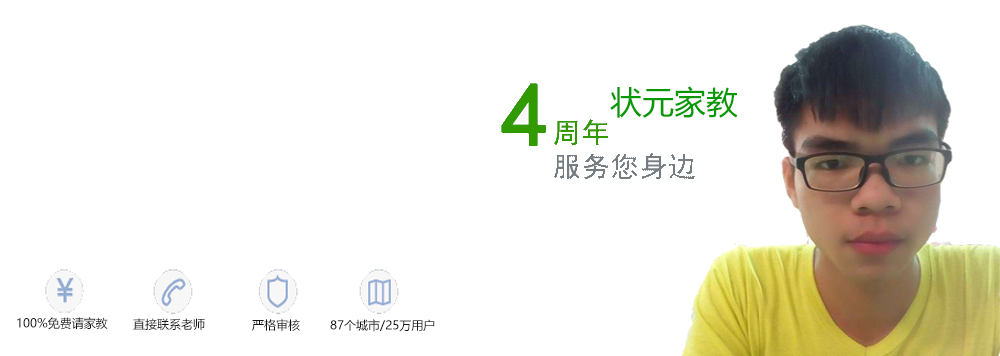 状元家教
4周年
服务您身边
¥
100%免费请家教
直接联系老师
严格审核
87个城市/25万用户